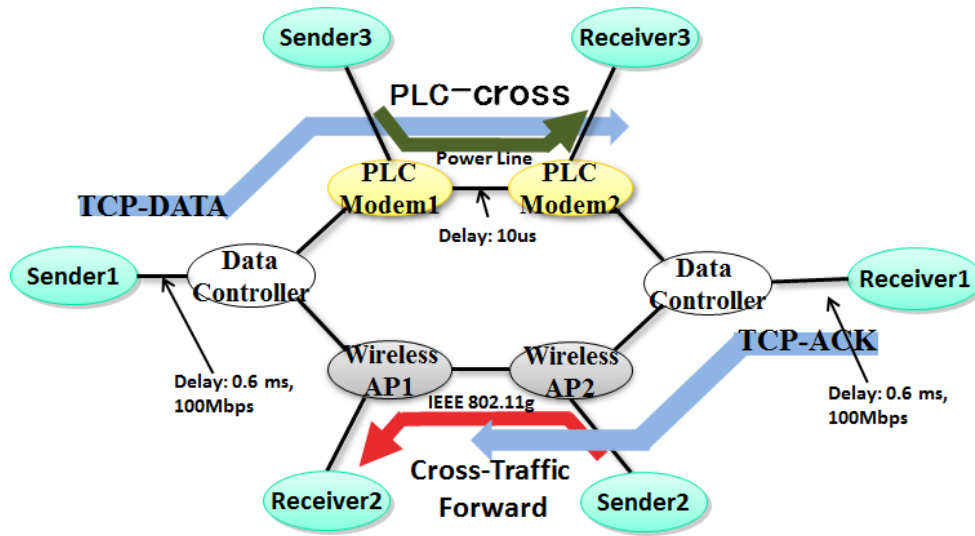 Sender3
Receiver3
PLC-cross
Power Line
PLC
Modem1
PLC
Modem2
TCP-DATA
Delay: 10us
Sender1
Data
Controller
Data
Controller
Receiver1
TCP-ACK
Wireless
AP1
Wireless
AP2
Delay: 0.6 ms,
100Mbps
IEEE 802.11g
Delay: 0.6 ms,
100Mbps
Cross-Traffic
Forward
Receiver2
Sender2